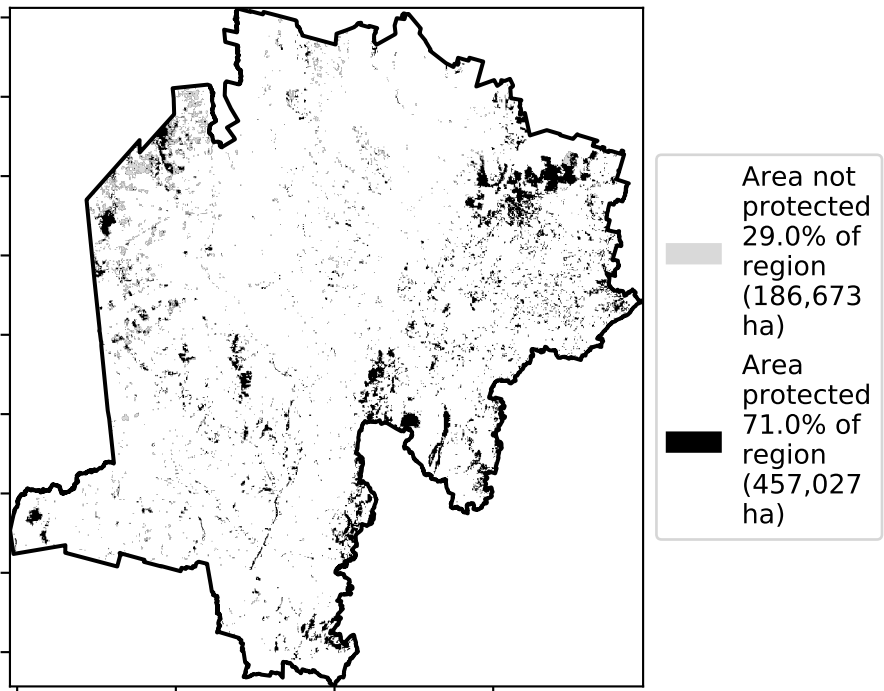 Area not
protected
29.0% of
region
(186,673
ha)
Area
protected
71.0% of
region
(457,027
ha)